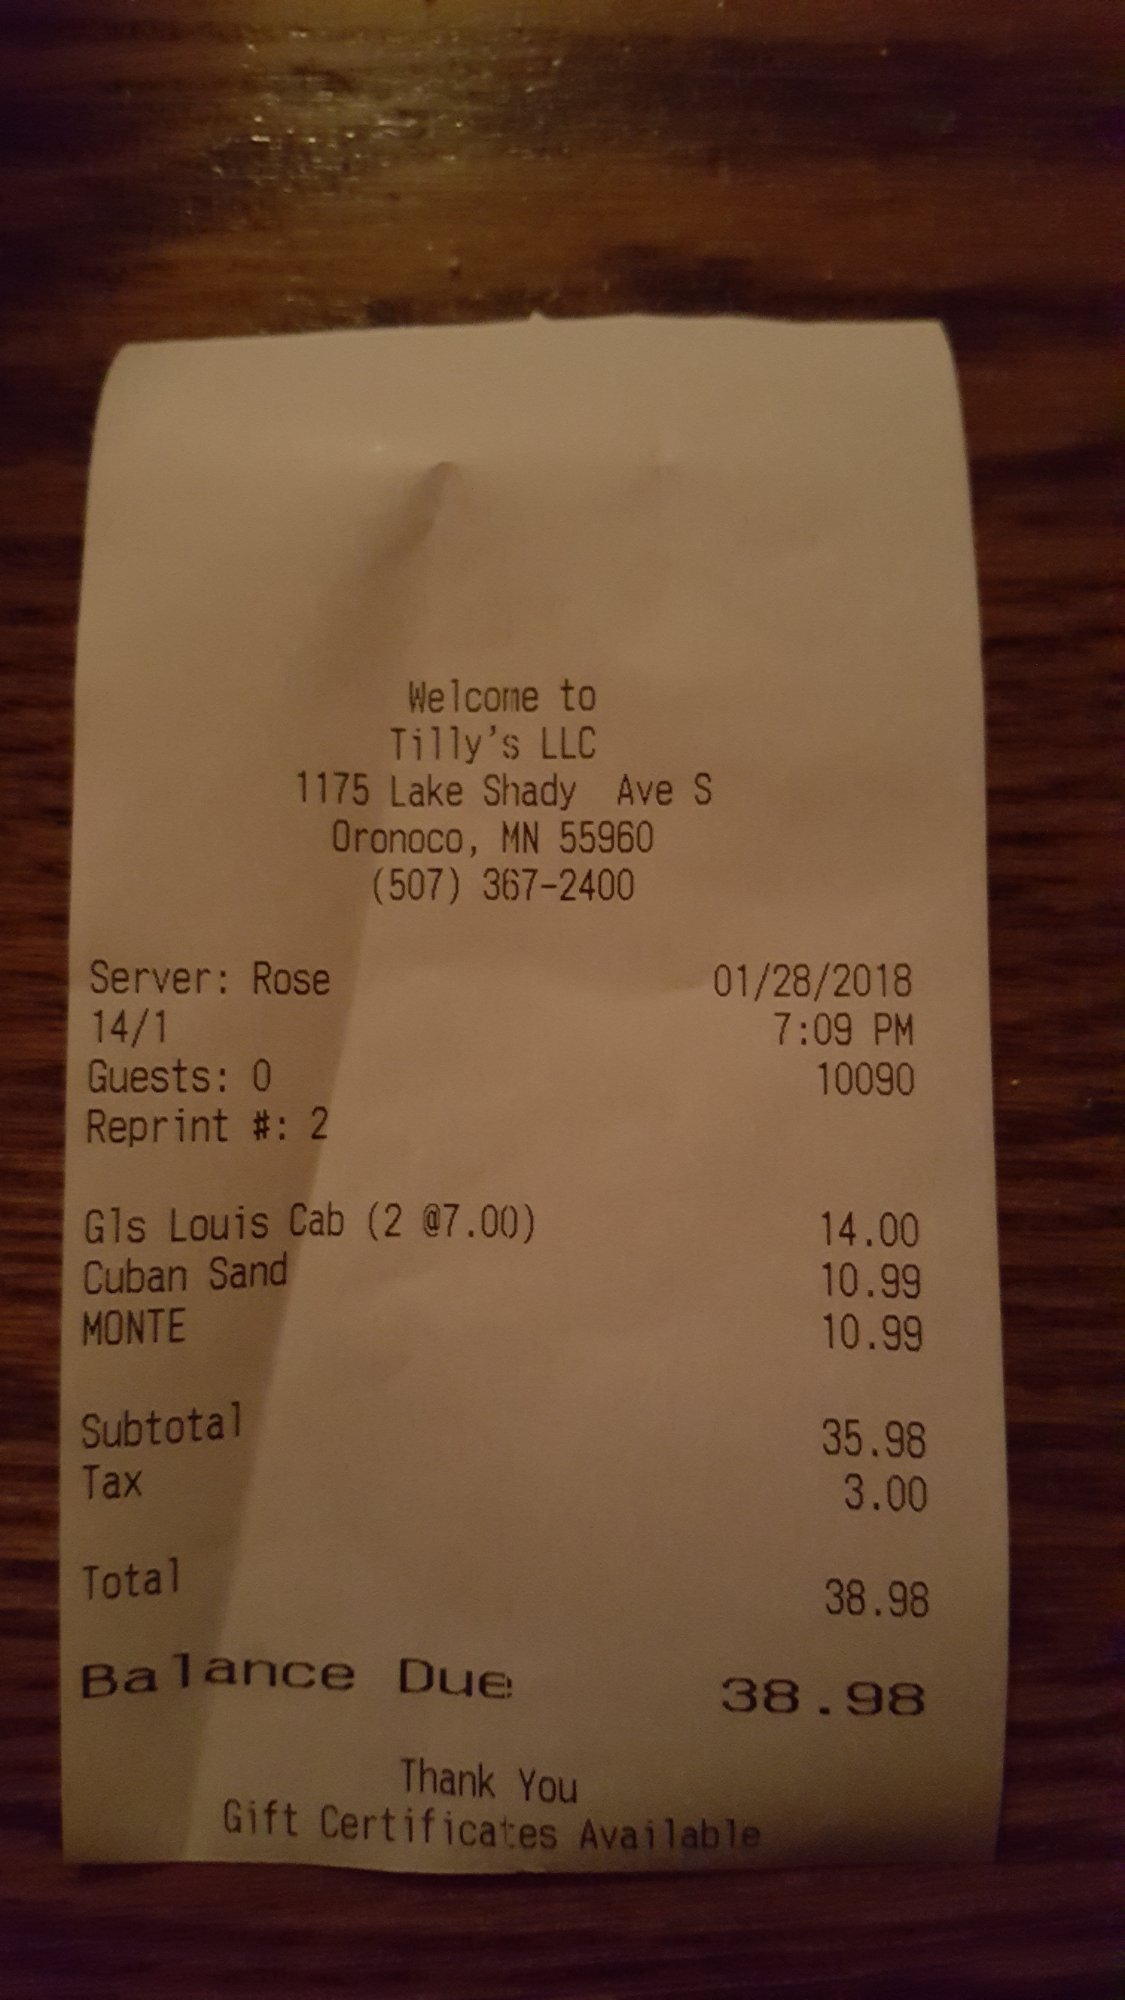 Welcome to
Tilly's LLC
1175 Lake Shady  Ave S
Oronoco, MN 55960
(507) 367-2400
Server: Rose 01/28/2018
14/1 7:09 PM
Guests: 0 10090
Reprint #: 2
Gls Louis Cab (2 @7.00) 14.00
Cuban Sand 10.99
MONTE 10.99
Subtotal 35.98
Tax 3.00
Total 38.98
Balance Due 38.98
Thank You
Gift Certificates Available